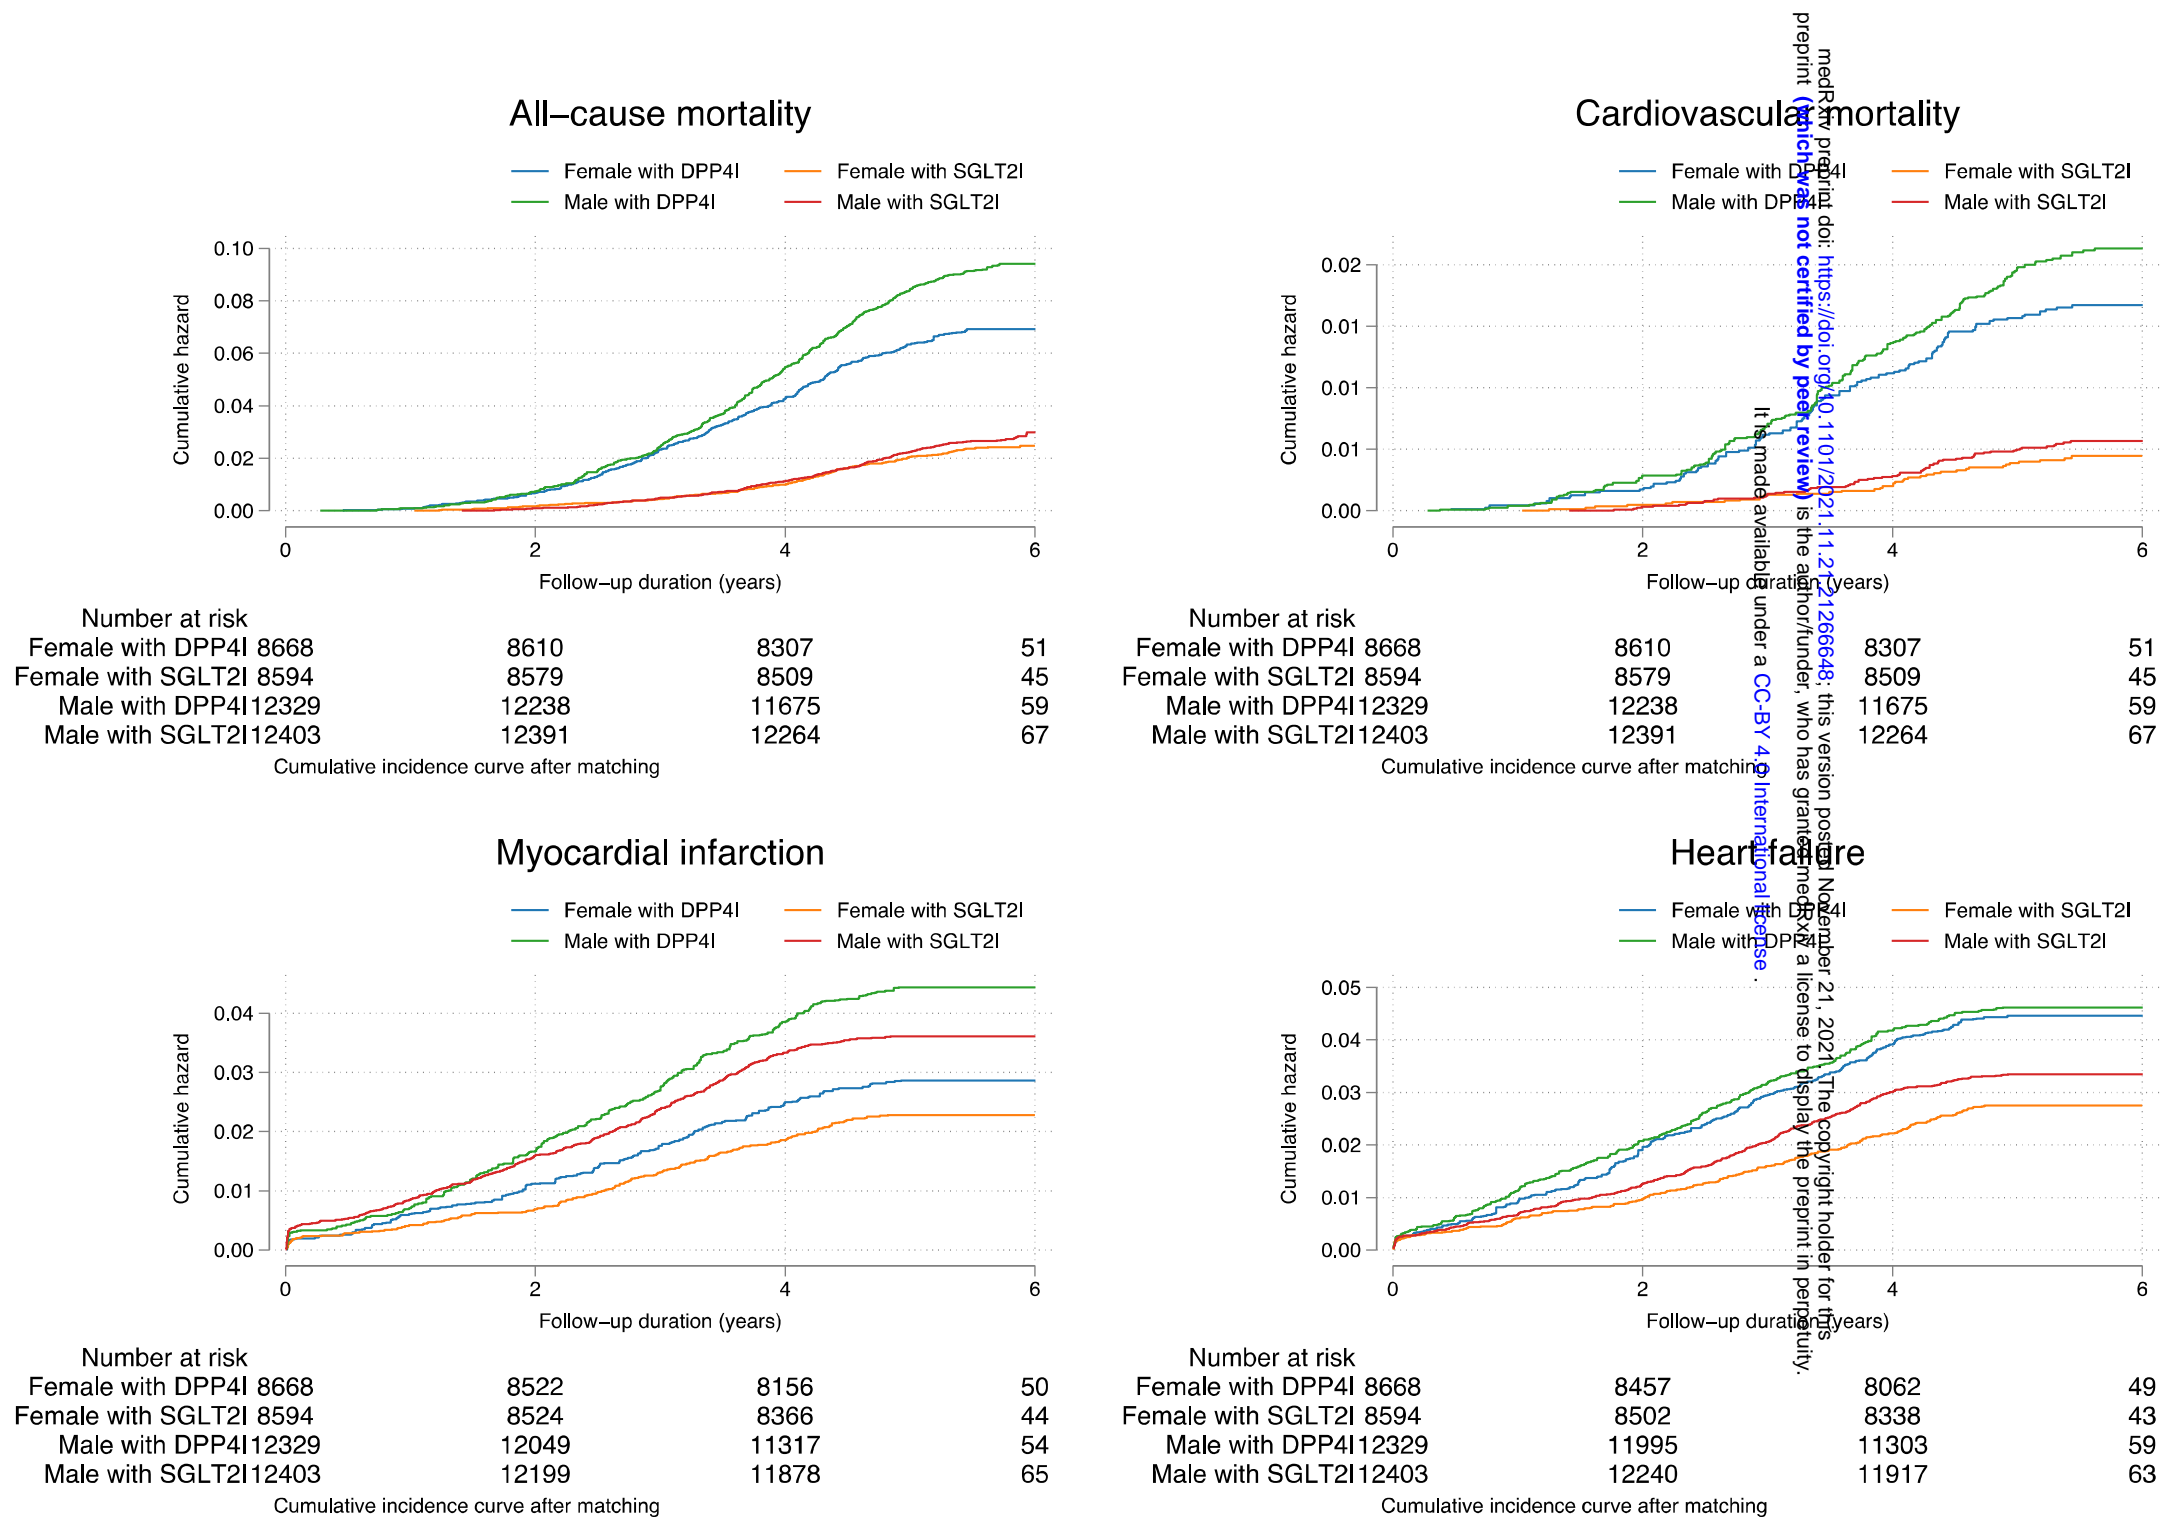 medRxiv preprint doi: https://doi.org/10.1101/2021.11.21.21266648; this version posted November 21, 2021. The copyright holder for this
preprint (which was not certified by peer review) is the author/funder, who has granted medRxiv a license to display the preprint in perpetuity.
It is made available under a CC-BY 4.0 International license .
All–cause mortality
Female with DPP4I Female with SGLT2I
Male with DPP4I Male with SGLT2I
Cumulative hazard
0.10
0.08
0.06
0.04
0.02
0.00
0 2 4 6
Follow–up duration (years)
Number at risk
Female with DPP4I 8668 8610 8307 51
Female with SGLT2I 8594 8579 8509 45
Male with DPP4I 12329 12238 11675 59
Male with SGLT2I 12403 12391 12264 67
Cumulative incidence curve after matching
Cardiovascular mortality
Female with DPP4I Female with SGLT2I
Male with DPP4I Male with SGLT2I
Cumulative hazard
0.02
0.01
0.01
0.01
0.00
0 2 4 6
Follow–up duration (years)
Number at risk
Female with DPP4I 8668 8610 8307 51
Female with SGLT2I 8594 8579 8509 45
Male with DPP4I 12329 12238 11675 59
Male with SGLT2I 12403 12391 12264 67
Cumulative incidence curve after matching
Myocardial infarction
Female with DPP4I Female with SGLT2I
Male with DPP4I Male with SGLT2I
Cumulative hazard
0.04
0.03
0.02
0.01
0.00
0 2 4 6
Follow–up duration (years)
Number at risk
Female with DPP4I 8668 8522 8156 50
Female with SGLT2I 8594 8524 8366 44
Male with DPP4I 12329 12049 11317 54
Male with SGLT2I 12403 12199 11878 65
Cumulative incidence curve after matching
Heart failure
Female with DPP4I Female with SGLT2I
Male with DPP4I Male with SGLT2I
Cumulative hazard
0.05
0.04
0.03
0.02
0.01
0.00
0 2 4 6
Follow–up duration (years)
Number at risk
Female with DPP4I 8668 8457 8062 49
Female with SGLT2I 8594 8502 8338 43
Male with DPP4I 12329 11995 11303 59
Male with SGLT2I 12403 12240 11917 63
Cumulative incidence curve after matching